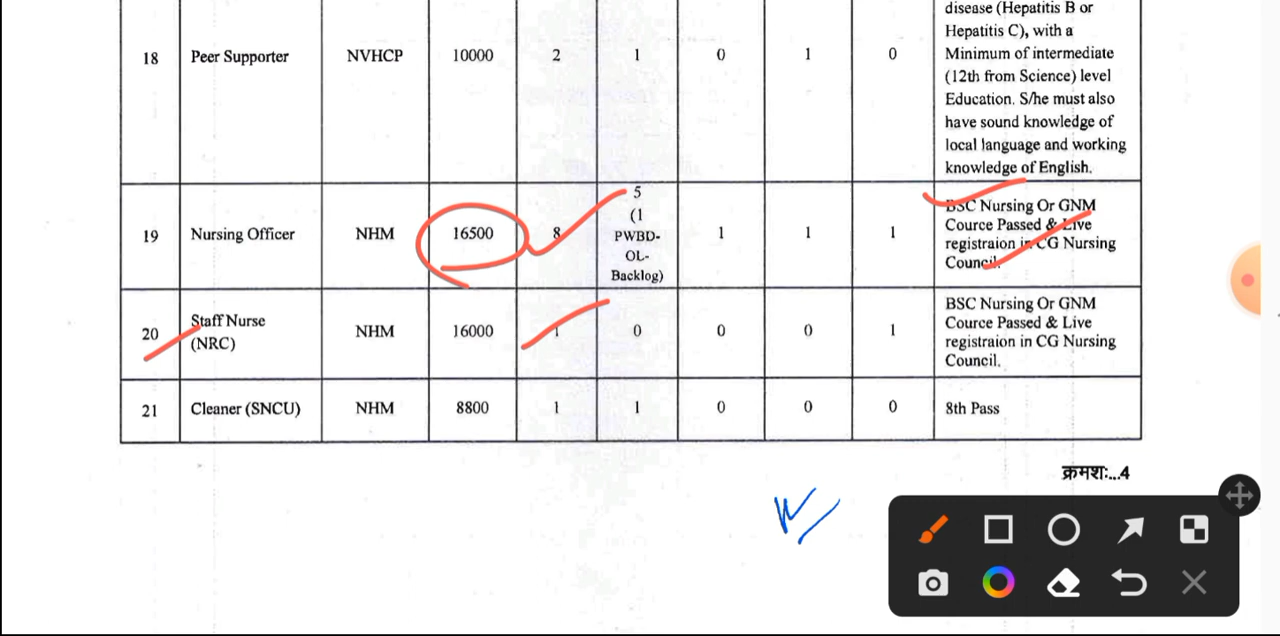 disease (Hepatitis B or
Hepatitis C), with a
18 Peer Supporter NVHCP 10000 2 1 0 1 0 Minimum of intermediate
(12th from Science) level
Education. S/he must also
have sound knowledge of
local language and working
knowledge of English.
19 Nursing Officer NHM 16500 8 5 (1 PWBD-OL-Backlog) 1 1 1 BSC Nursing Or GNM
Cource Passed & Live
registraion in CG Nursing
Council.
20 Staff Nurse (NRC) NHM 16000 1 0 0 0 1 BSC Nursing Or GNM
Cource Passed & Live
registraion in CG Nursing
Council.
21 Cleaner (SNCU) NHM 8800 1 1 0 0 0 8th Pass
क्रमशः...4